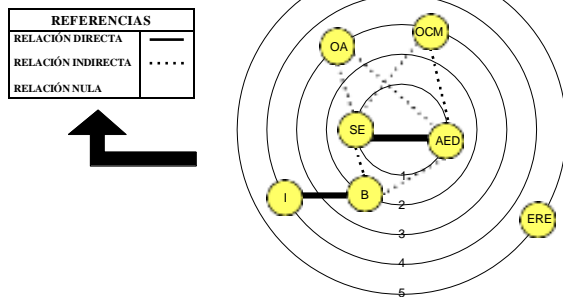 REFERENCIAS
RELACIÓN DIRECTA
RELACIÓN INDIRECTA
RELACIÓN NULA
OA
OCM
SE
AED
I
B
ERE
1
2
3
4
5